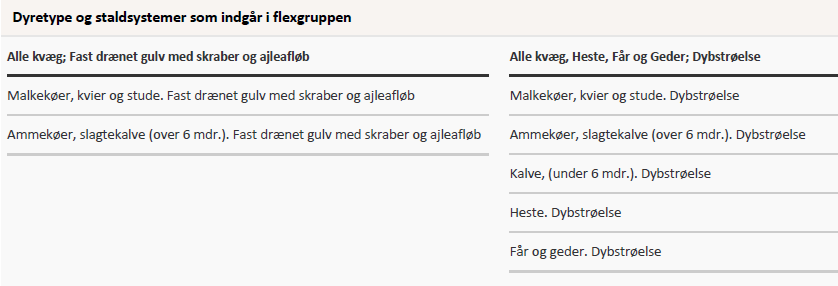 Dyretype og staldsystemer som indgår i flexgruppen
Alle kvæg; Fast drænet gulv med skraber og ajleafløb
Malkekøer, kvier og stude. Fast drænet gulv med skraber og ajleafløb
Ammekøer, slagtekalve (over 6 mdr.). Fast drænet gulv med skraber og ajleafløb
Alle kvæg, Heste, Får og Geder; Dybstrøelse
Malkekøer, kvier og stude. Dybstrøelse
Ammekøer, slagtekalve (over 6 mdr.). Dybstrøelse
Kalve, (under 6 mdr.). Dybstrøelse
Heste. Dybstrøelse
Får og geder. Dybstrøelse